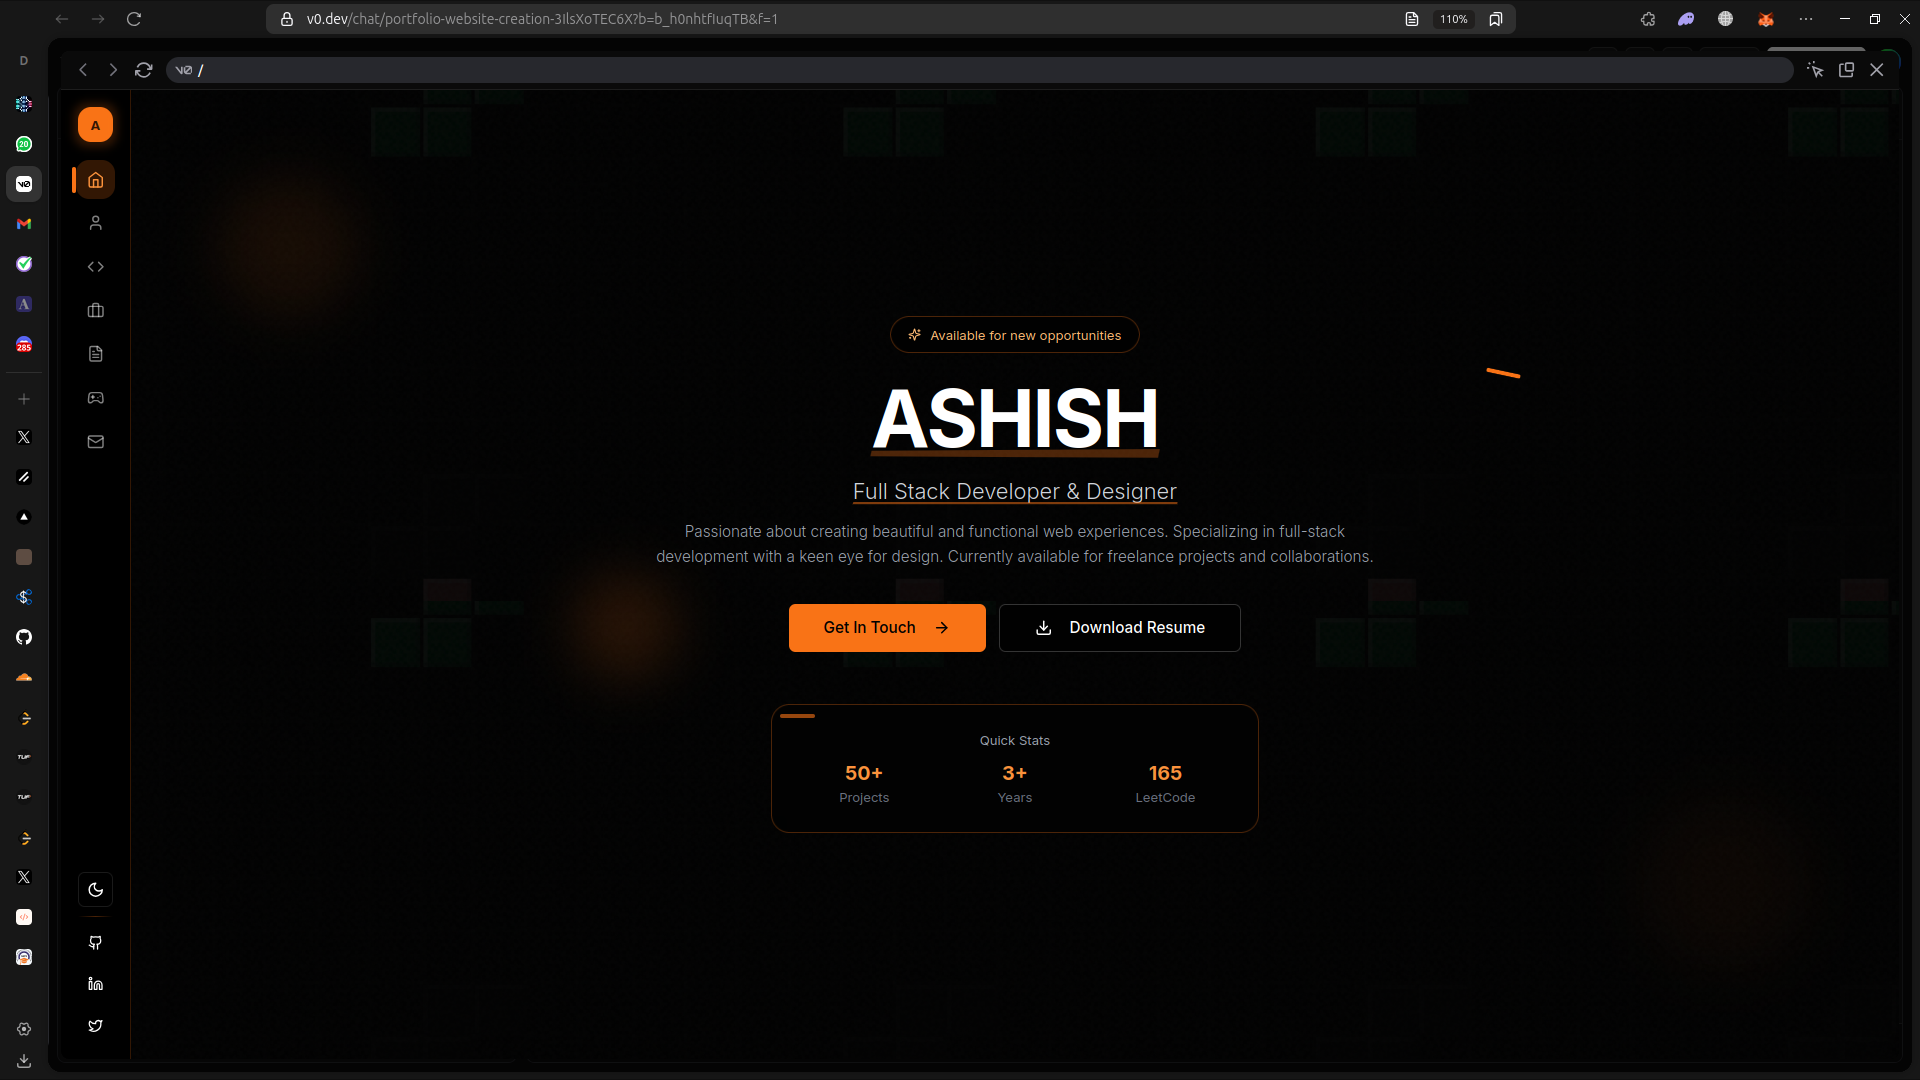 v0.dev/chat/portfolio-website-creation-3IlsXoTEC6X?b=b_h0nhtfIuqTB&f=1
110%
D
v0 /
A
20
v0
A
285
Available for new opportunities
ASHISH
Full Stack Developer & Designer
Passionate about creating beautiful and functional web experiences. Specializing in full-stack
development with a keen eye for design. Currently available for freelance projects and collaborations.
Get In Touch
Download Resume
Quick Stats
50+
3+
165
Projects
Years
LeetCode